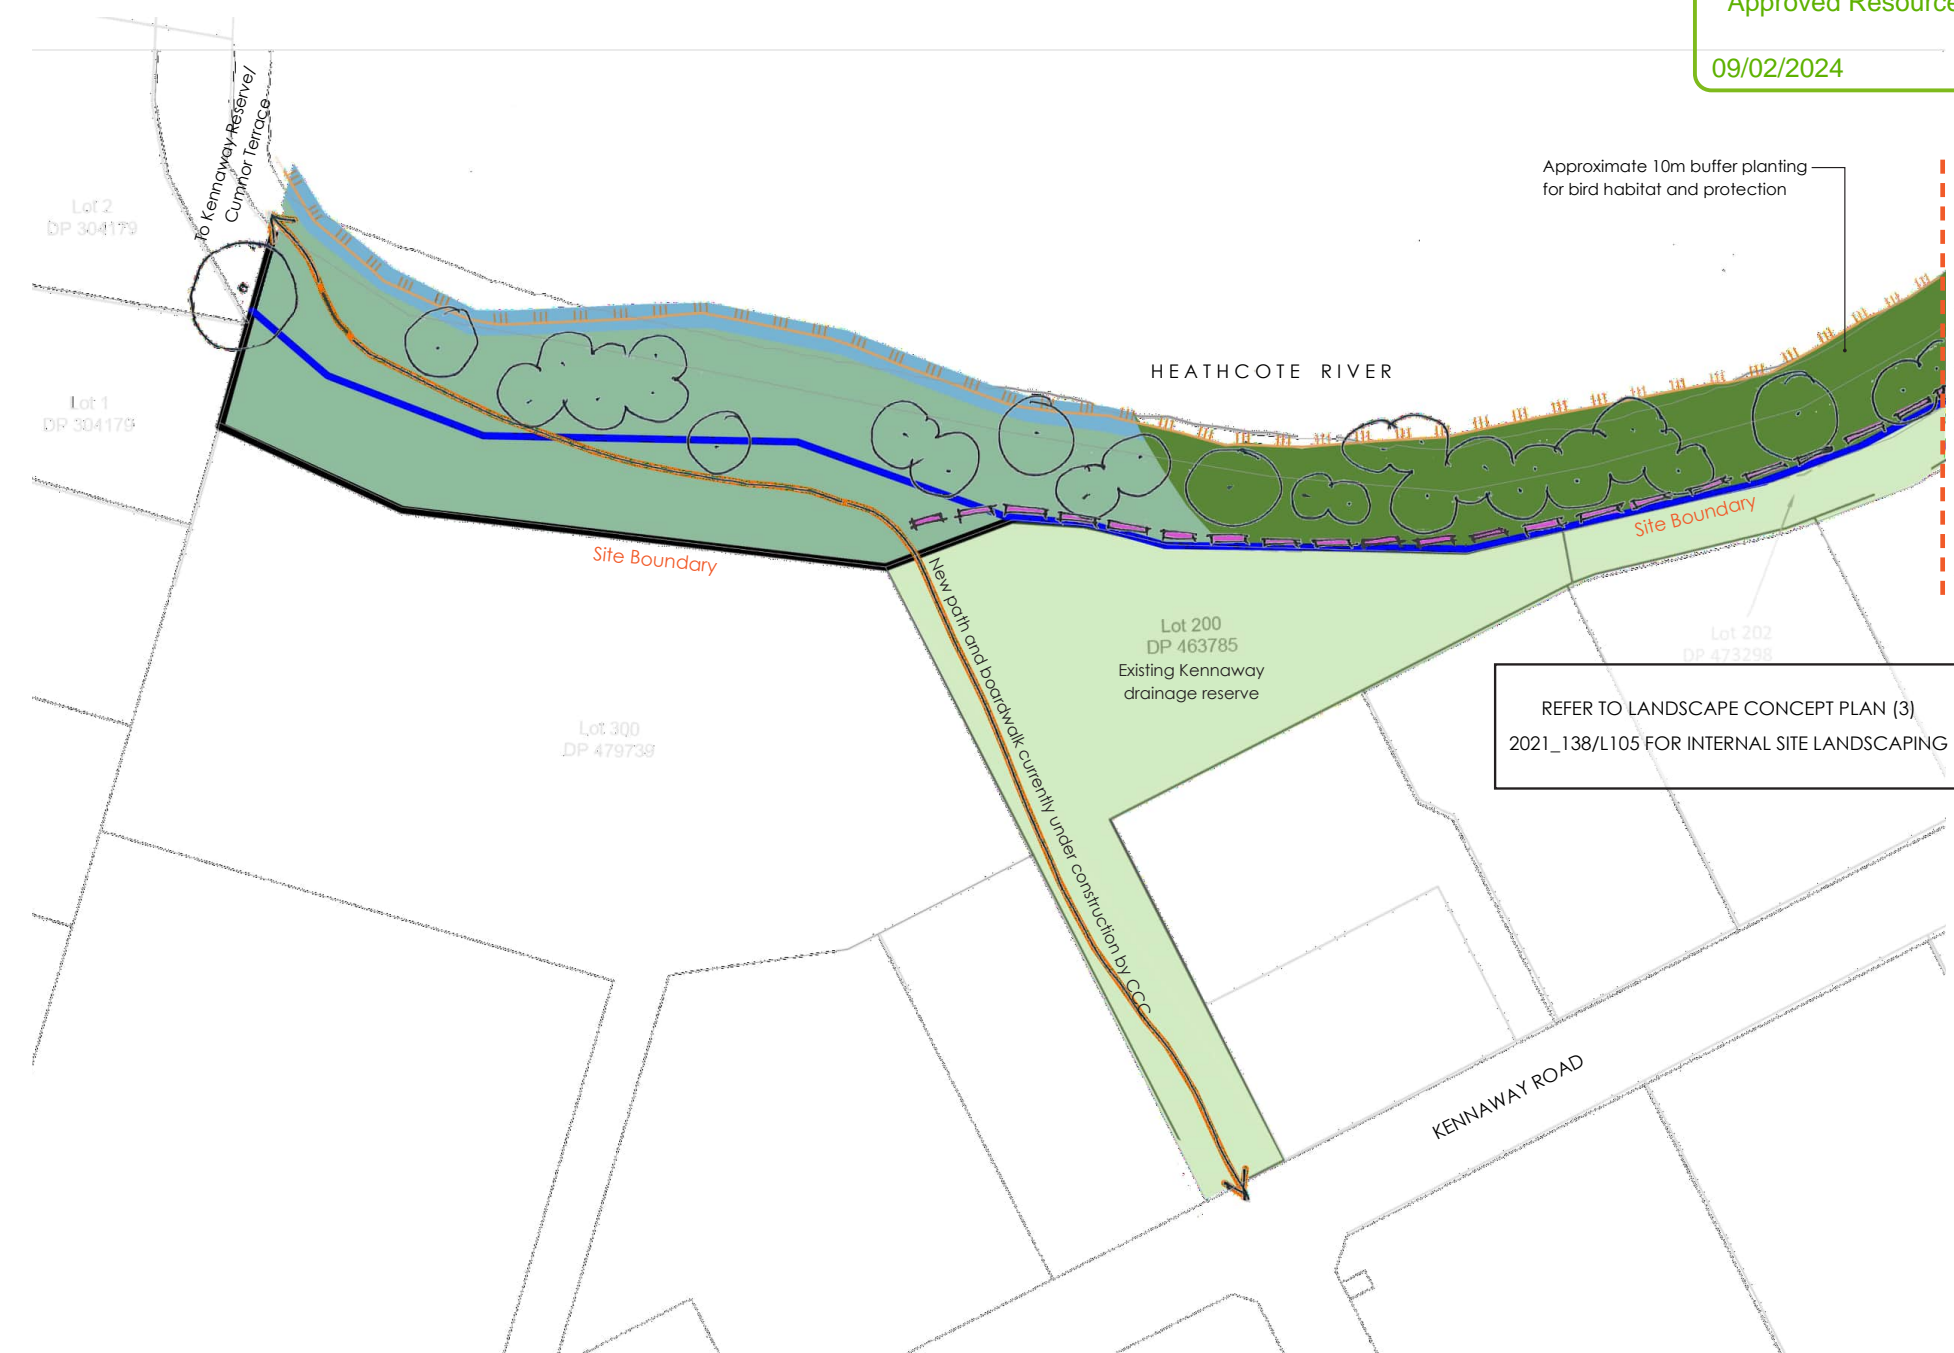 Approved Resource
09/02/2024
To Kennaway Reserve/
Cumnor Terrace
Approximate 10m buffer planting
for bird habitat and protection
Lot 2
DP 304179
HEATHCOTE RIVER
Lot 1
DP 304179
Site Boundary
Site Boundary
New path and boardwalk currently under construction by CCC
Lot 200
DP 463785
Existing Kennaway
drainage reserve
Lot 202
DP 473298
REFER TO LANDSCAPE CONCEPT PLAN (3)
2021_138/L105 FOR INTERNAL SITE LANDSCAPING
Lot 300
DP 479739
KENNAWAY ROAD